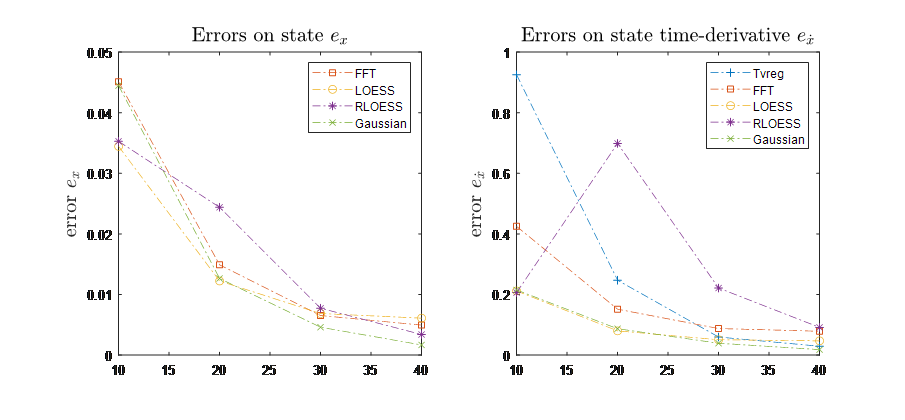 Errors on state e_x
Errors on state time-derivative e_ẋ
0.05
0.04
0.03
0.02
0.01
0
error e_x
FFT
LOESS
RLOESS
Gaussian
10 15 20 25 30 35 40
1
0.8
0.6
0.4
0.2
0
error e_ẋ
Tvreg
FFT
LOESS
RLOESS
Gaussian
10 15 20 25 30 35 40